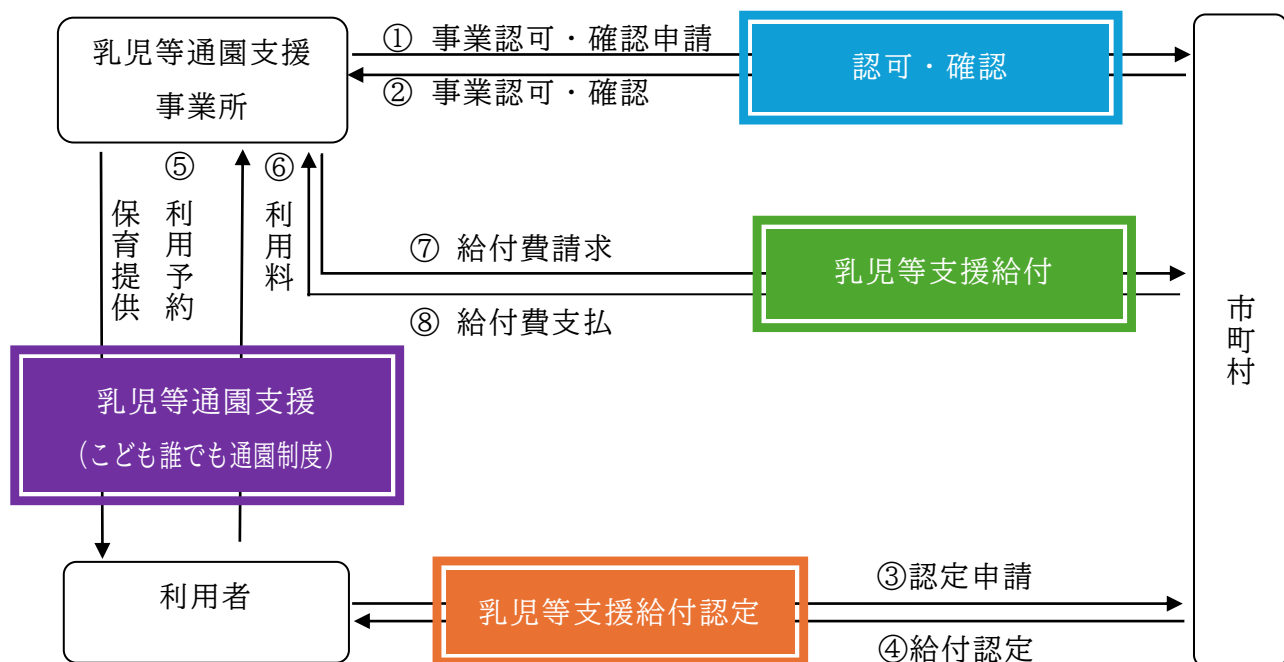 乳児等通園支援
事業所
① 事業認可・確認申請
② 事業認可・確認
認可・確認
保育提供
⑤利用予約
⑥利用料
⑦ 給付費請求
⑧ 給付費支払
乳児等支援給付
市町村
乳児等通園支援
(こども誰でも通園制度)
利用者
乳児等支援給付認定
③認定申請
④給付認定